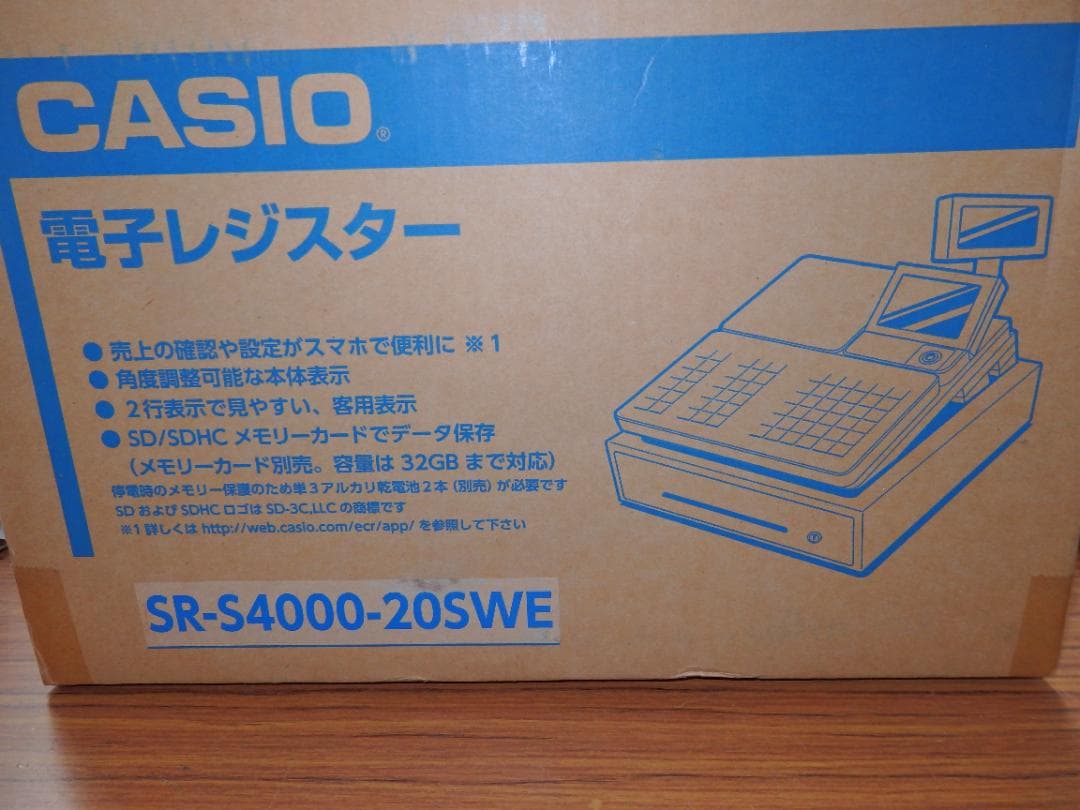 CASIO®
電子レジスター
● 売上の確認や設定がスマホで便利に ※1
● 角度調整可能な本体表示
● 2行表示で見やすい、客用表示
● SD/SDHC メモリーカードでデータ保存
(メモリーカード別売。容量は 32GB まで対応)
停電時のメモリー保護のため単3アルカリ乾電池2本(別売)が必要です
SD および SDHC ロゴは SD-3C,LLC の商標です
※1 詳しくは http://web.casio.com/ecr/app/ を参照して下さい
SR-S4000-20SWE